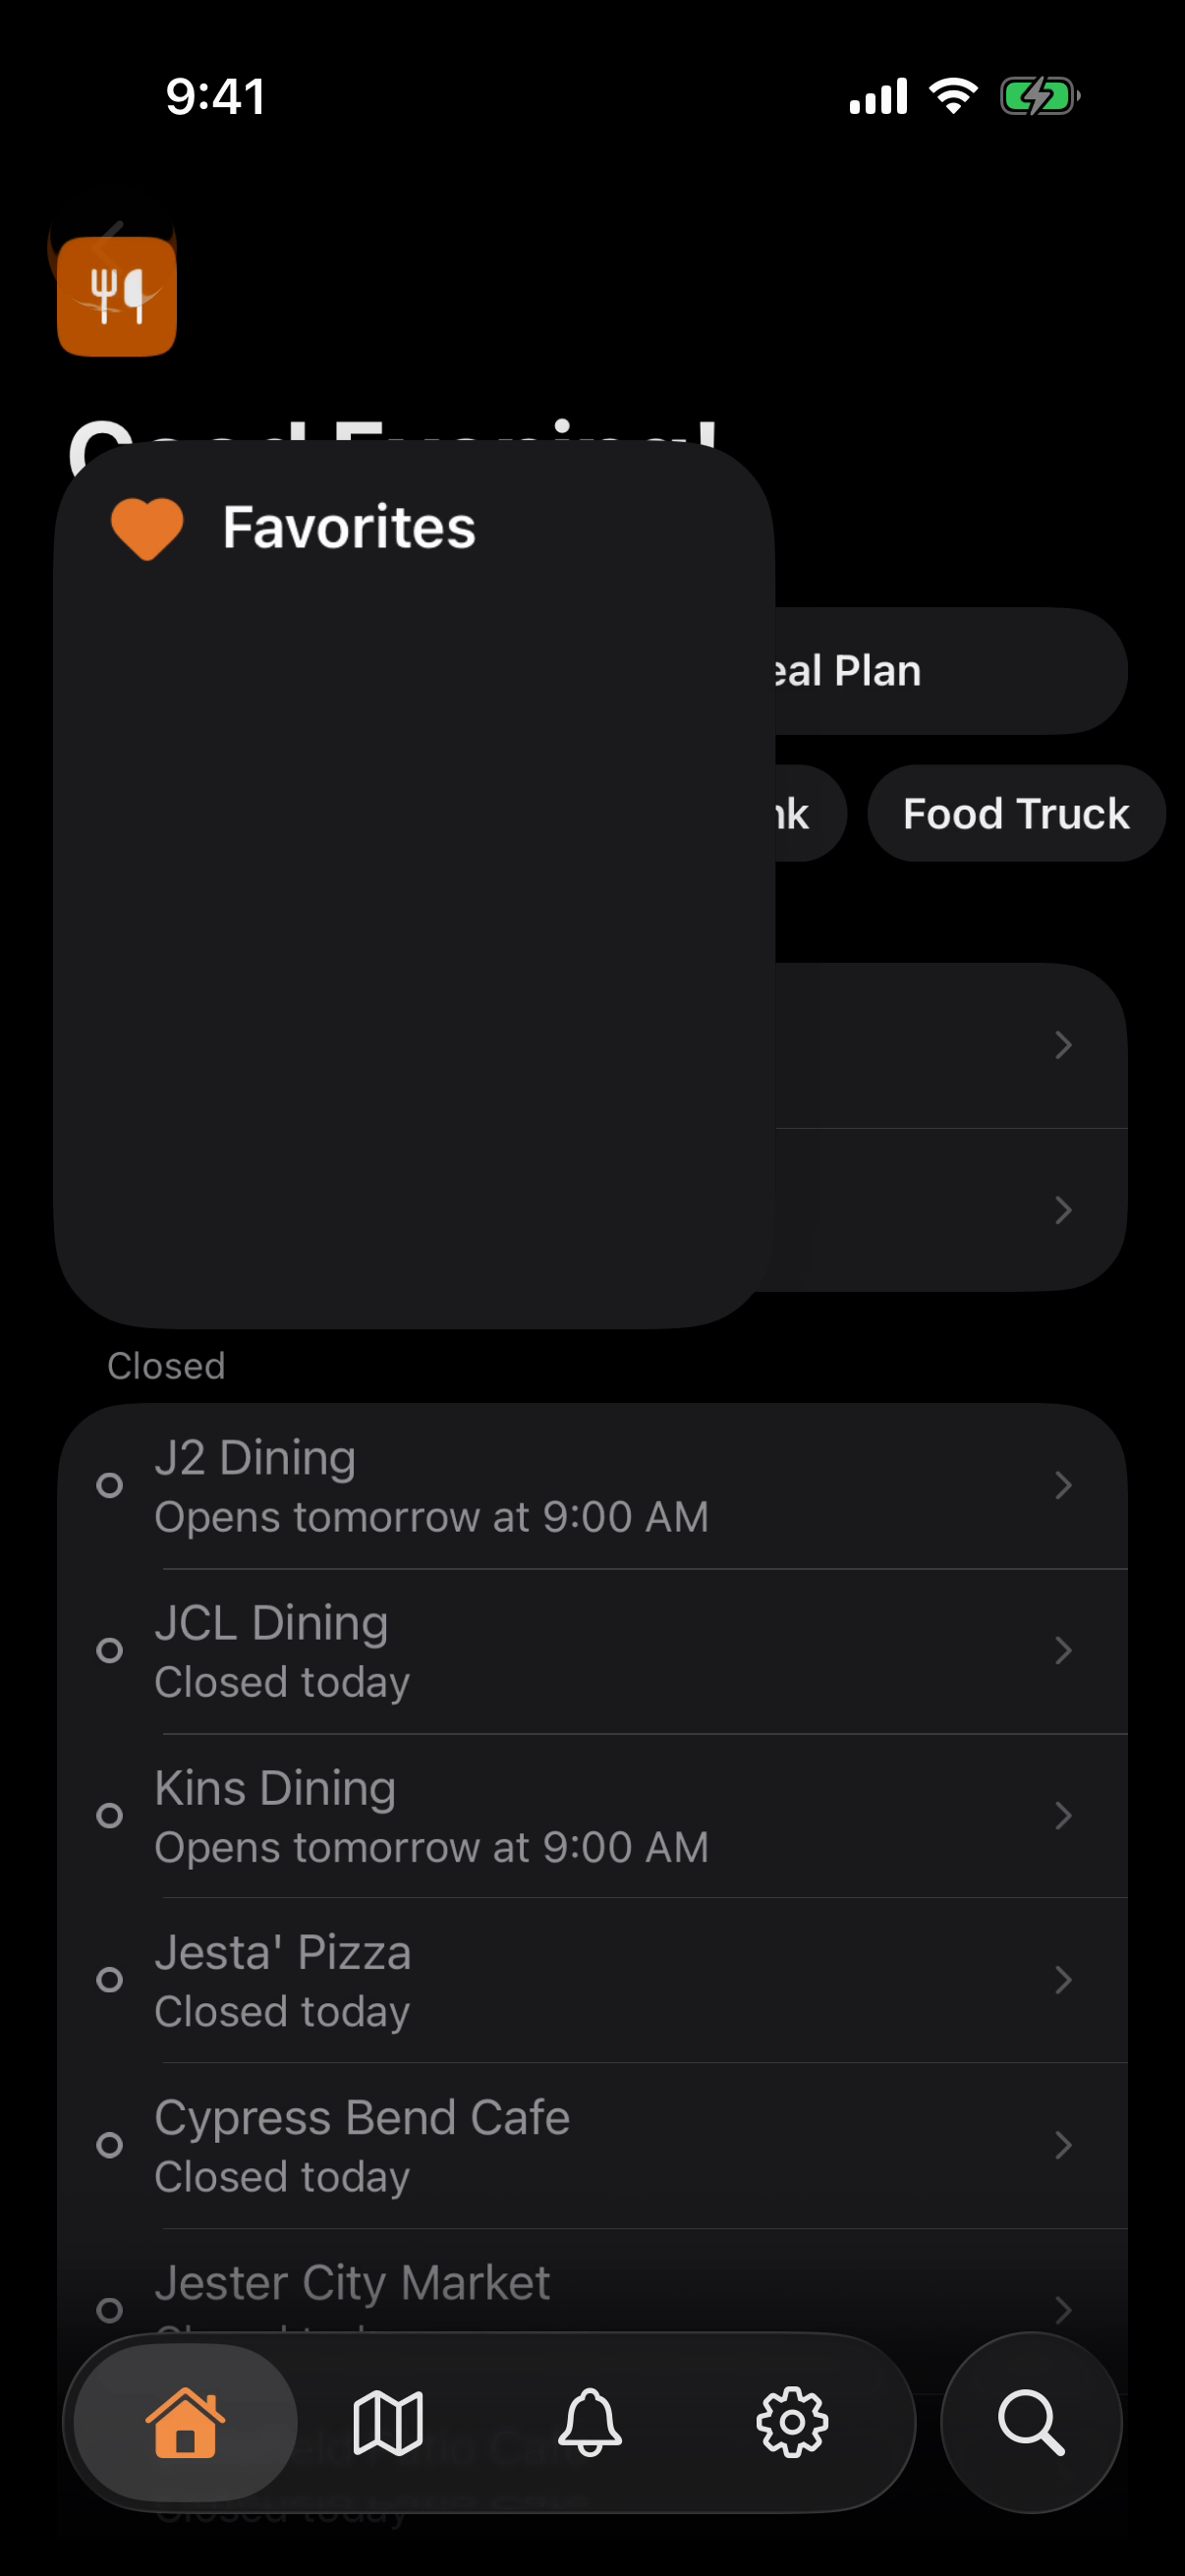 9:41
Favorites
Plan
Food Truck
Closed
J2 Dining
Opens tomorrow at 9:00 AM
JCL Dining
Closed today
Kins Dining
Opens tomorrow at 9:00 AM
Jesta' Pizza
Closed today
Cypress Bend Cafe
Closed today
Jester City Market